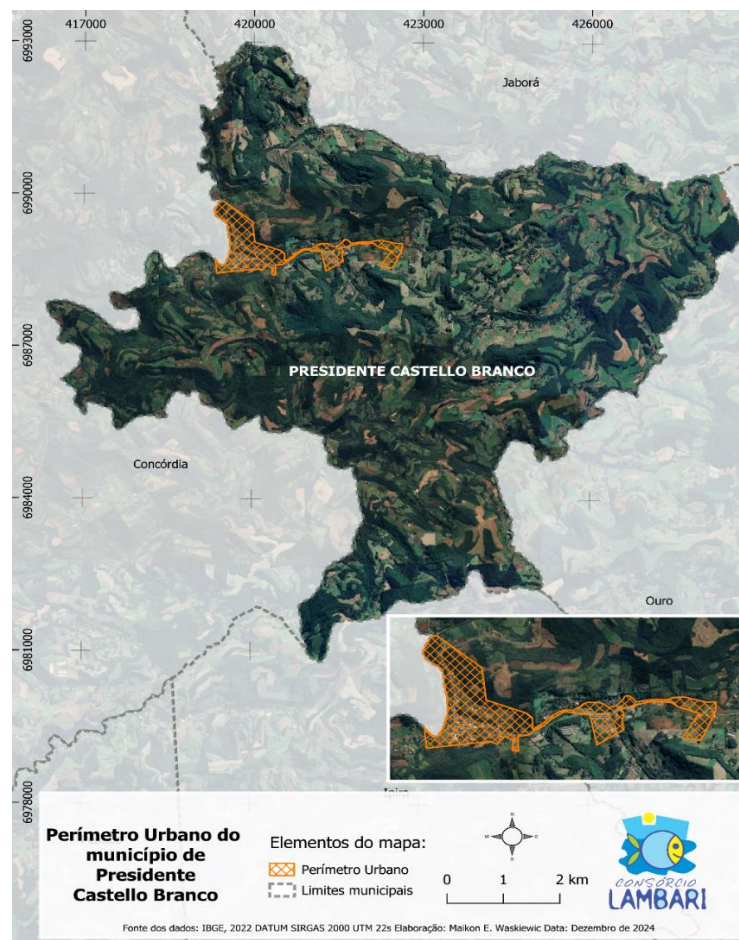 417000 420000 423000 426000
6993000
Jaborá
6990000
6987000
PRESIDENTE CASTELLO BRANCO
Concórdia
6984000
Ouro
6981000
6978000
Perímetro Urbano do
município de
Presidente
Castello Branco
Elementos do mapa:
Perímetro Urbano
Limites municipais
0 1 2 km
CONSÓRCIO
LAMBARI
Fonte dos dados: IBGE, 2022 DATUM SIRGAS 2000 UTM 22s Elaboração: Maikon E. Waskiewic Data: Dezembro de 2024